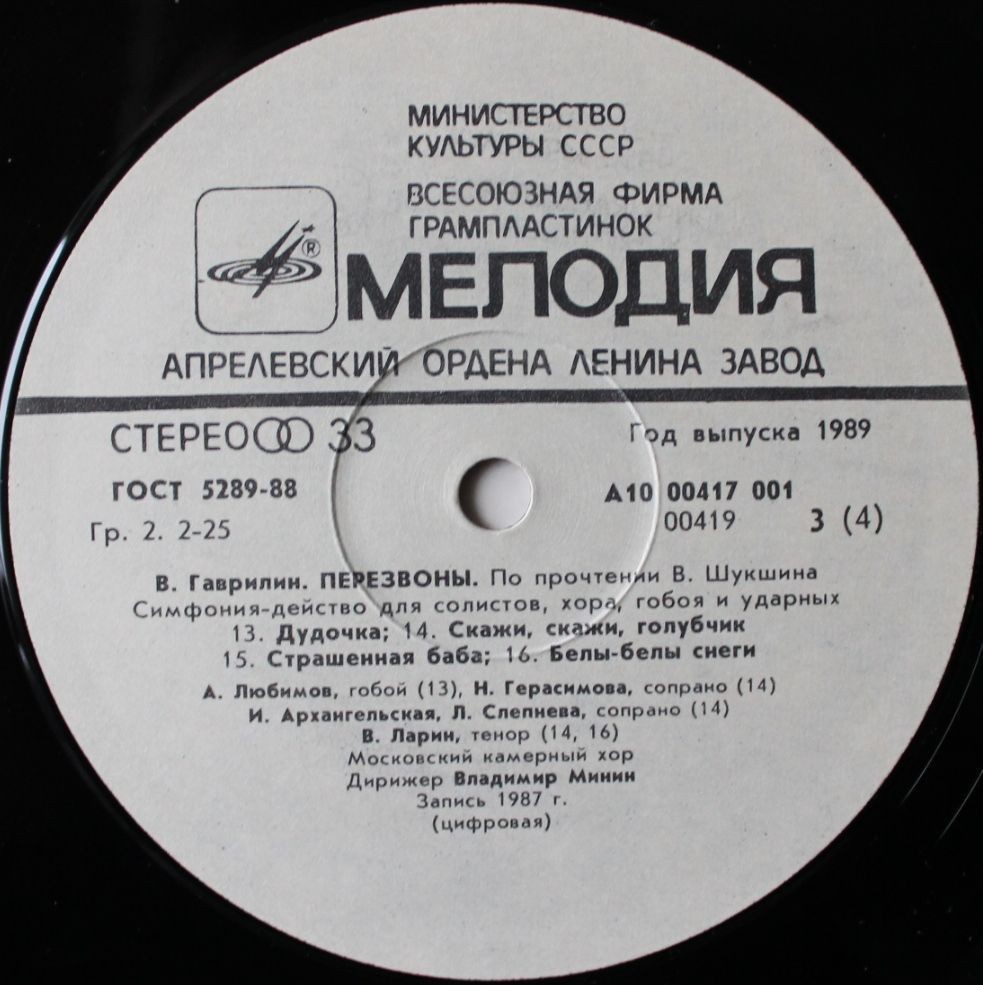 МИНИСТЕРСТВО
КУЛЬТУРЫ СССР
ВСЕСОЮЗНАЯ ФИРМА
ГРАМПЛАСТИНОК
®
МЕЛОДИЯ
АПРЕЛЕВСКИЙ ОРДЕНА ЛЕНИНА ЗАВОД
СТЕРЕО 33
Год выпуска 1989
ГОСТ 5289-88
А10 00417 001
Гр. 2. 2-25
00419 3 (4)
В. Гаврилин. ПЕРЕЗВОНЫ. По прочтении В. Шукшина
Симфония-действо для солистов, хора, гобоя и ударных
13. Дудочка; 14. Скажи, скажи, голубчик
15. Страшенная баба; 16. Белы-белы снеги
А. Любимов, гобой (13), Н. Герасимова, сопрано (14)
И. Архангельская, Л. Слепнева, сопрано (14)
В. Ларин, тенор (14, 16)
Московский камерный хор
Дирижер Владимир Минин
Запись 1987 г.
(цифровая)